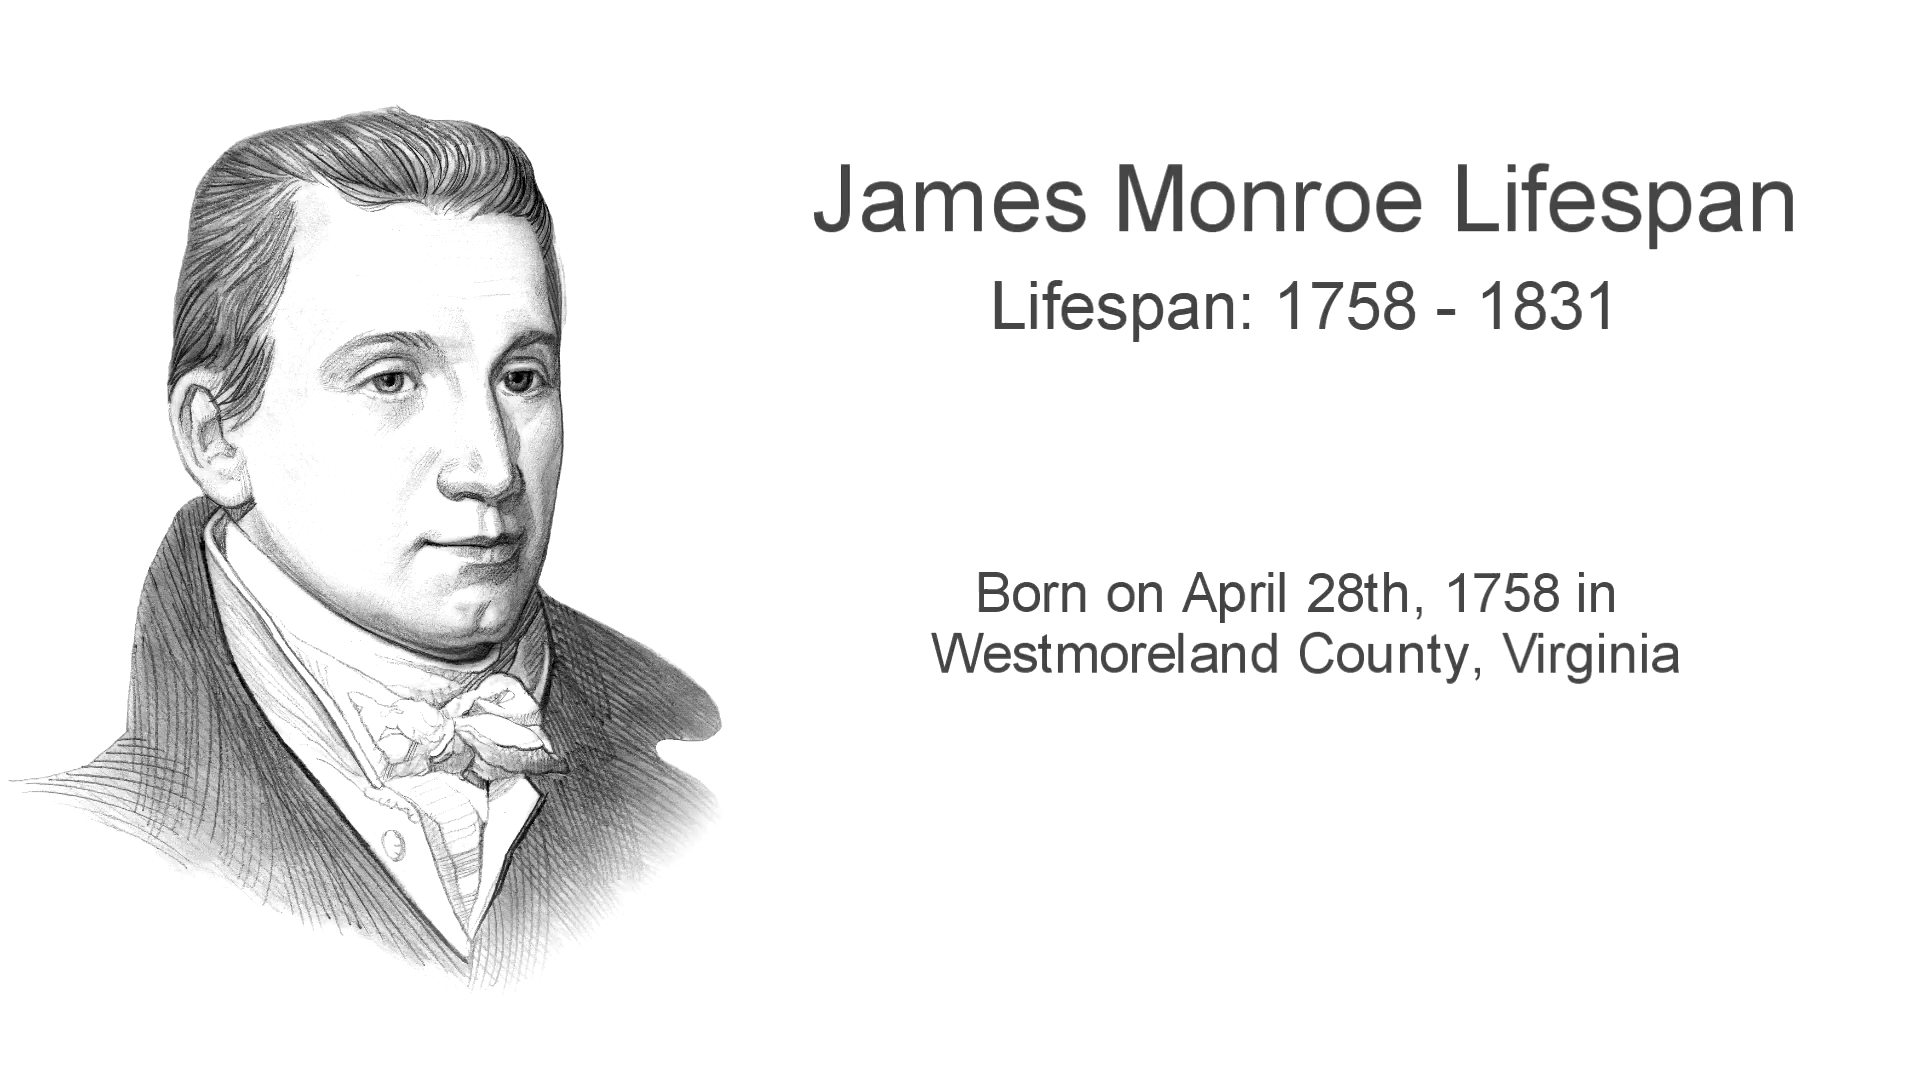 James Monroe Lifespan
Lifespan: 1758 - 1831
Born on April 28th, 1758 in
Westmoreland County, Virginia